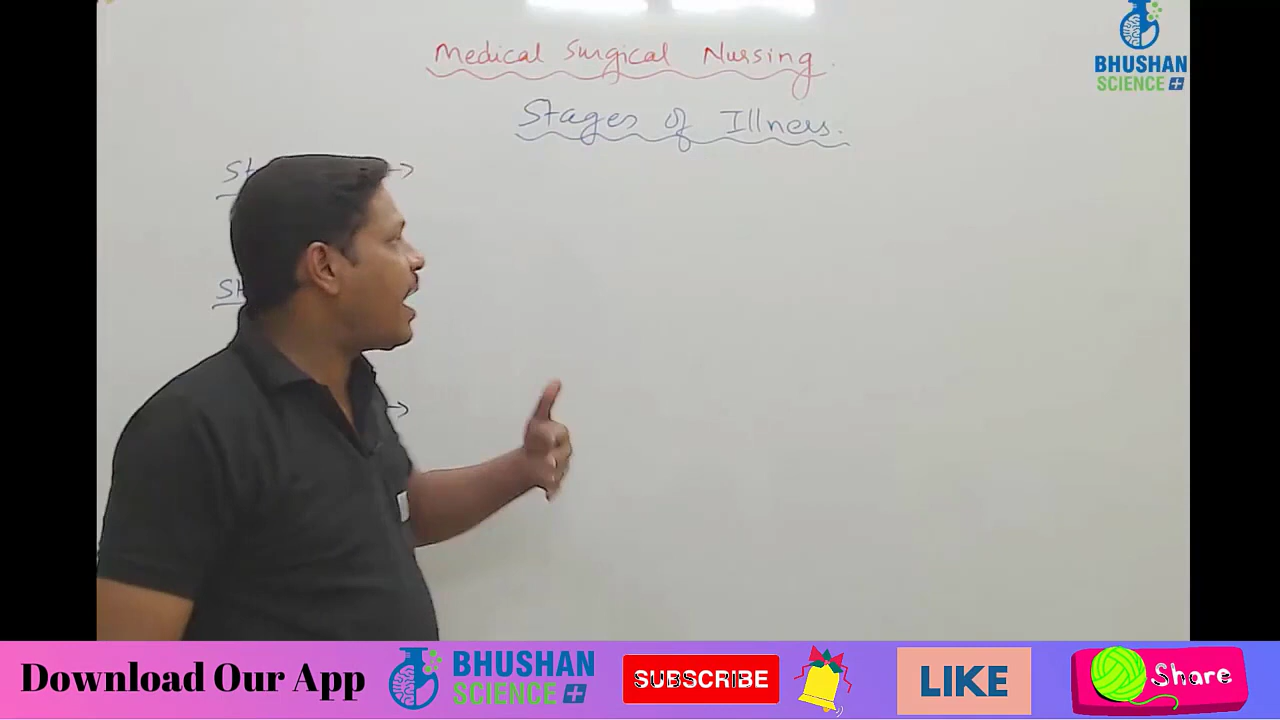 Medical Surgical Nursing.
Stages of Illness.
BHUSHAN
SCIENCE
Download Our App
BHUSHAN
SCIENCE
SUBSCRIBE
LIKE
Share